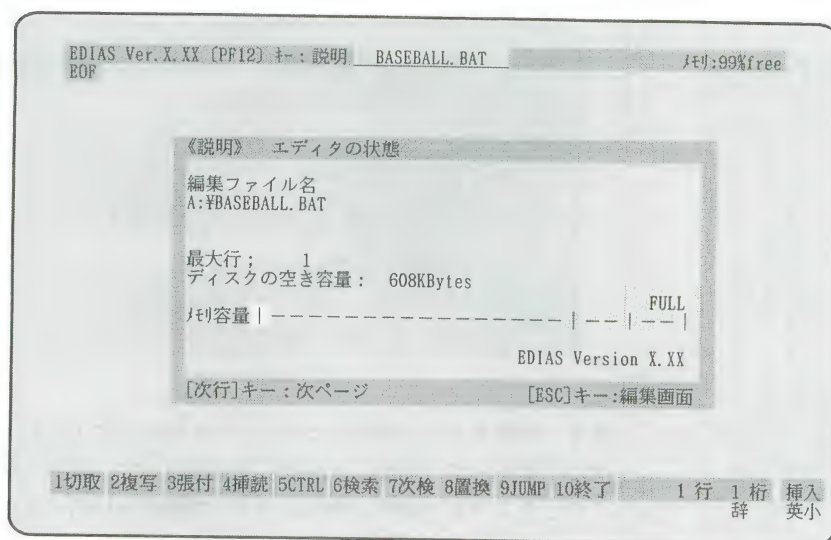 EDIAS Ver.X.XX〔PF12〕ｷｰ：説明 BASEBALL.BAT ﾒﾓﾘ:99%free
EOF
《説明》 エディタの状態
編集ファイル名
A:¥BASEBALL.BAT
最大行； 1
ディスクの空き容量： 608KBytes
FULL
ﾒﾓﾘ容量|------------------|--|--|
EDIAS Version X.XX
[次行]キー：次ページ [ESC]キー:編集画面
1切取 2複写 3張付 4挿読 5CTRL 6検索 7次検 8置換 9JUMP 10終了 1 行 1 桁 挿入
辞 英小